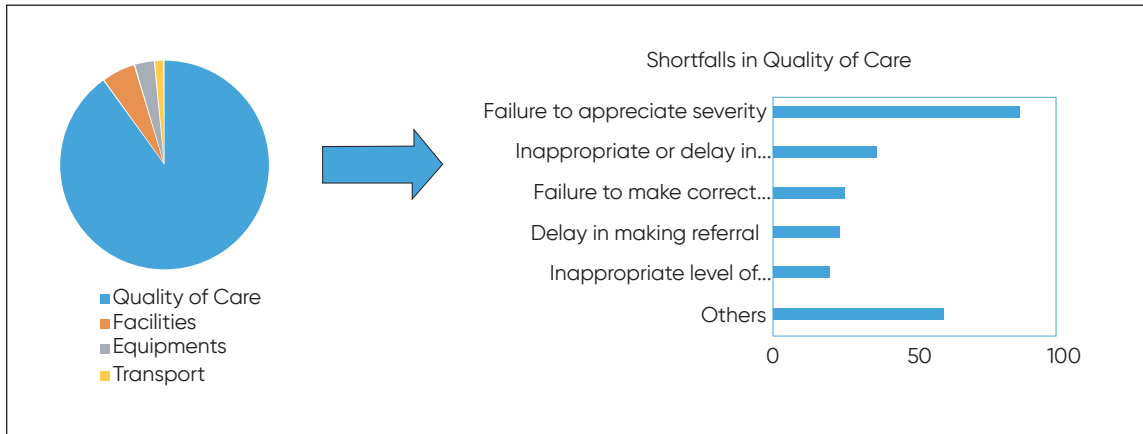 Shortfalls in Quality of Care
Failure to appreciate severity
Inappropriate or delay in...
Failure to make correct...
Delay in making referral
Inappropriate level of...
Others
0 50 100
Quality of Care
Facilities
Equipments
Transport